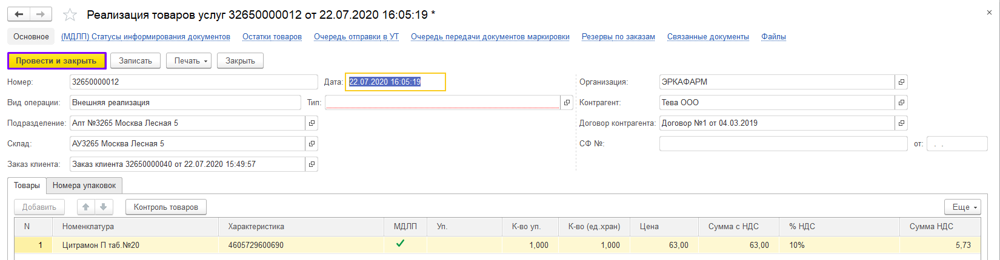 Реализация товаров услуг 32650000012 от 22.07.2020 16:05:19 *
Основное (МДЛП) Статусы информирования документов Остатки товаров Очередь отправки в УТ Очередь передачи документов маркировки Резервы по заказам Связанные документы Файлы
Провести и закрыть Записать Печать Закрыть
Номер: 32650000012 Дата: 22.07.2020 16:05:19 Организация: ЭРКАФАРМ
Вид операции: Внешняя реализация Тип: Контрагент: Тева ООО
Подразделение: Апт №3265 Москва Лесная 5 Договор контрагента: Договор №1 от 04.03.2019
Склад: АУ3265 Москва Лесная 5 СФ №: от: . .
Заказ клиента: Заказ клиента 32650000040 от 22.07.2020 15:49:57
Товары Номера упаковок
Добавить Контроль товаров Еще
N Номенклатура Характеристика МДЛП Уп. К-во уп. К-во (ед.хран) Цена Сумма с НДС % НДС Сумма НДС
1 Цитрамон П таб.№20 4605729600690 1,000 1,000 63,00 63,00 10% 5,73